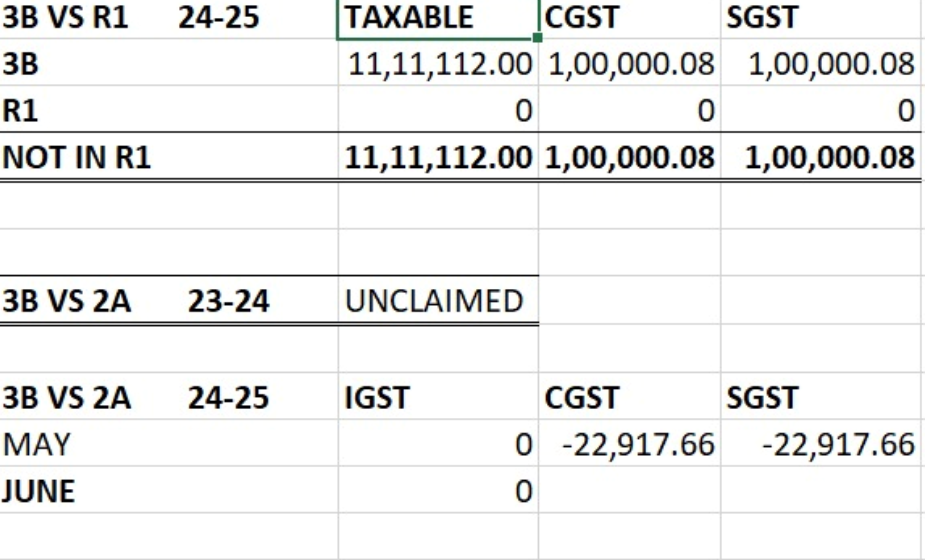 3B VS R1 24-25 TAXABLE CGST SGST
3B 11,11,112.00 1,00,000.08 1,00,000.08
R1 0 0 0
NOT IN R1 11,11,112.00 1,00,000.08 1,00,000.08
3B VS 2A 23-24 UNCLAIMED
3B VS 2A 24-25 IGST CGST SGST
MAY 0 -22,917.66 -22,917.66
JUNE 0